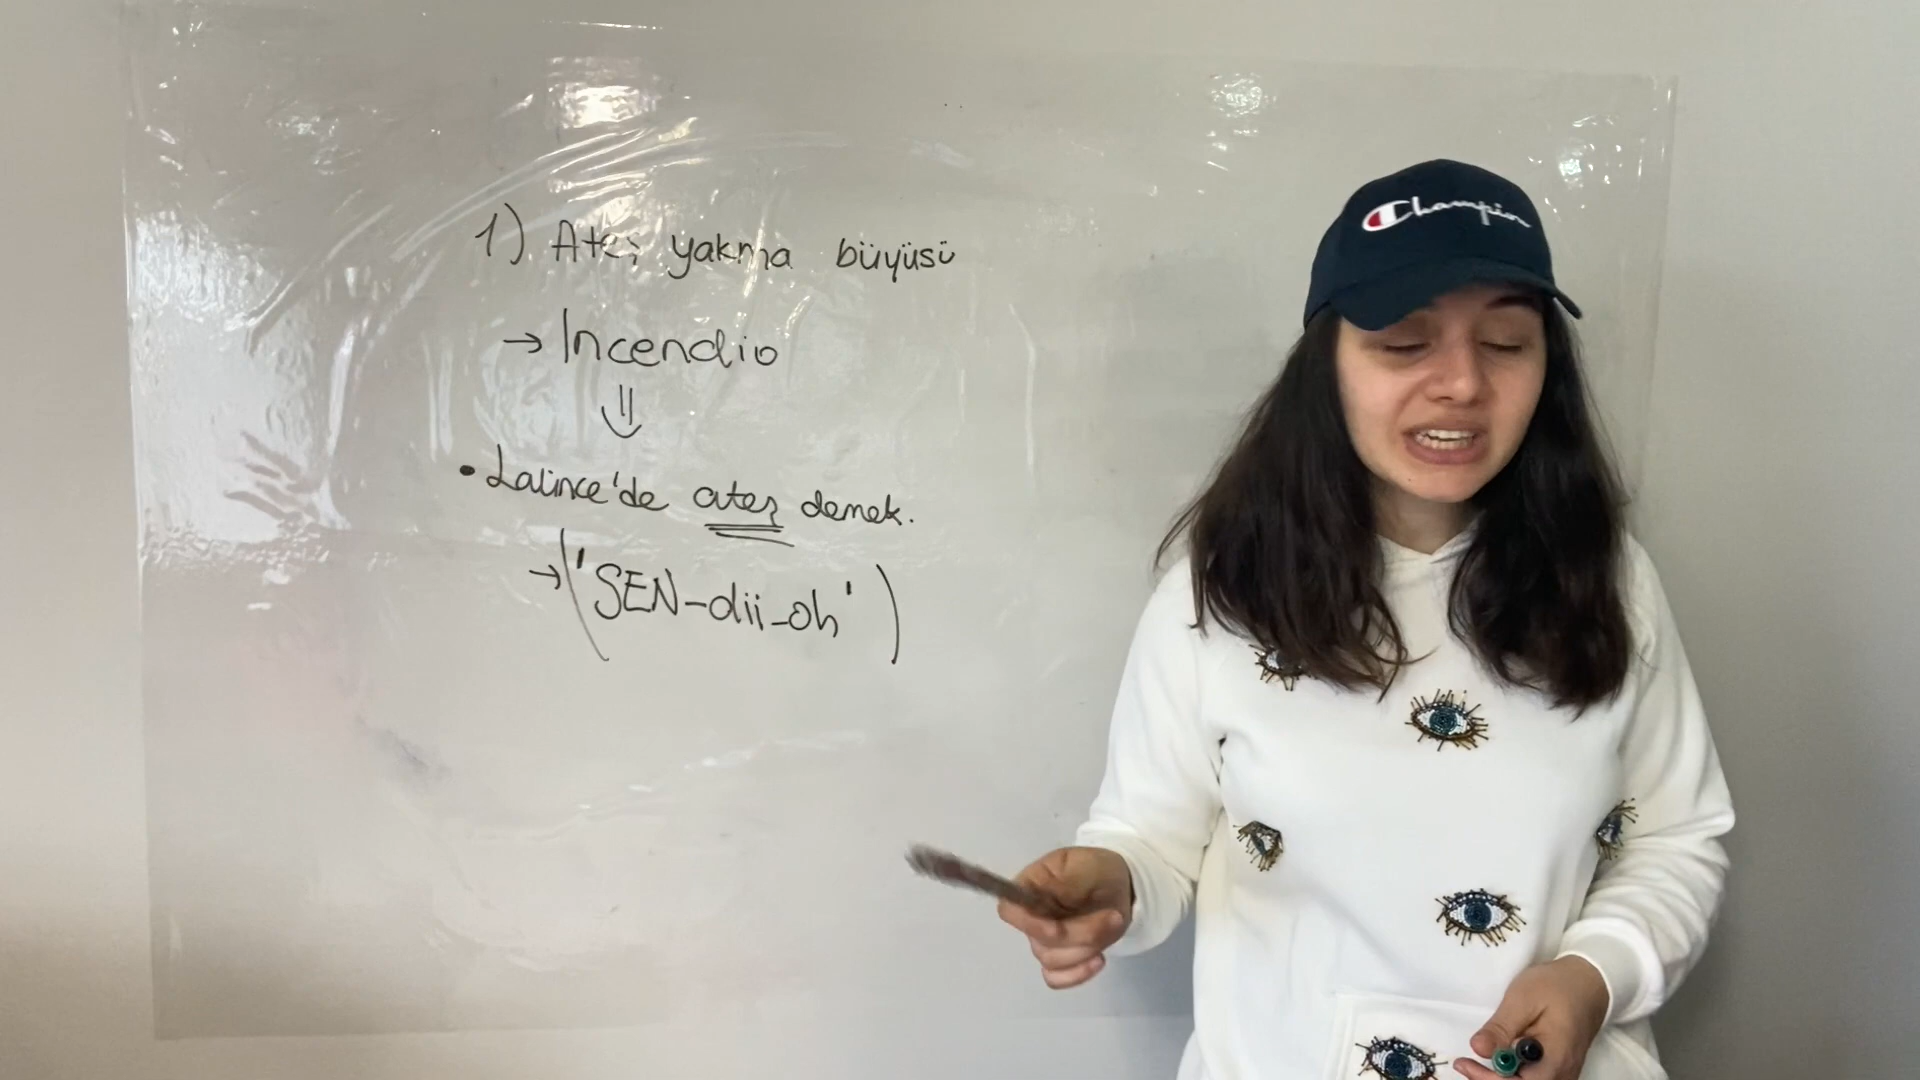 1) Ateş yakma büyüsü
→ Incendio
• Latince'de ateş demek.
→ ('SEN-dii-oh')
Champion